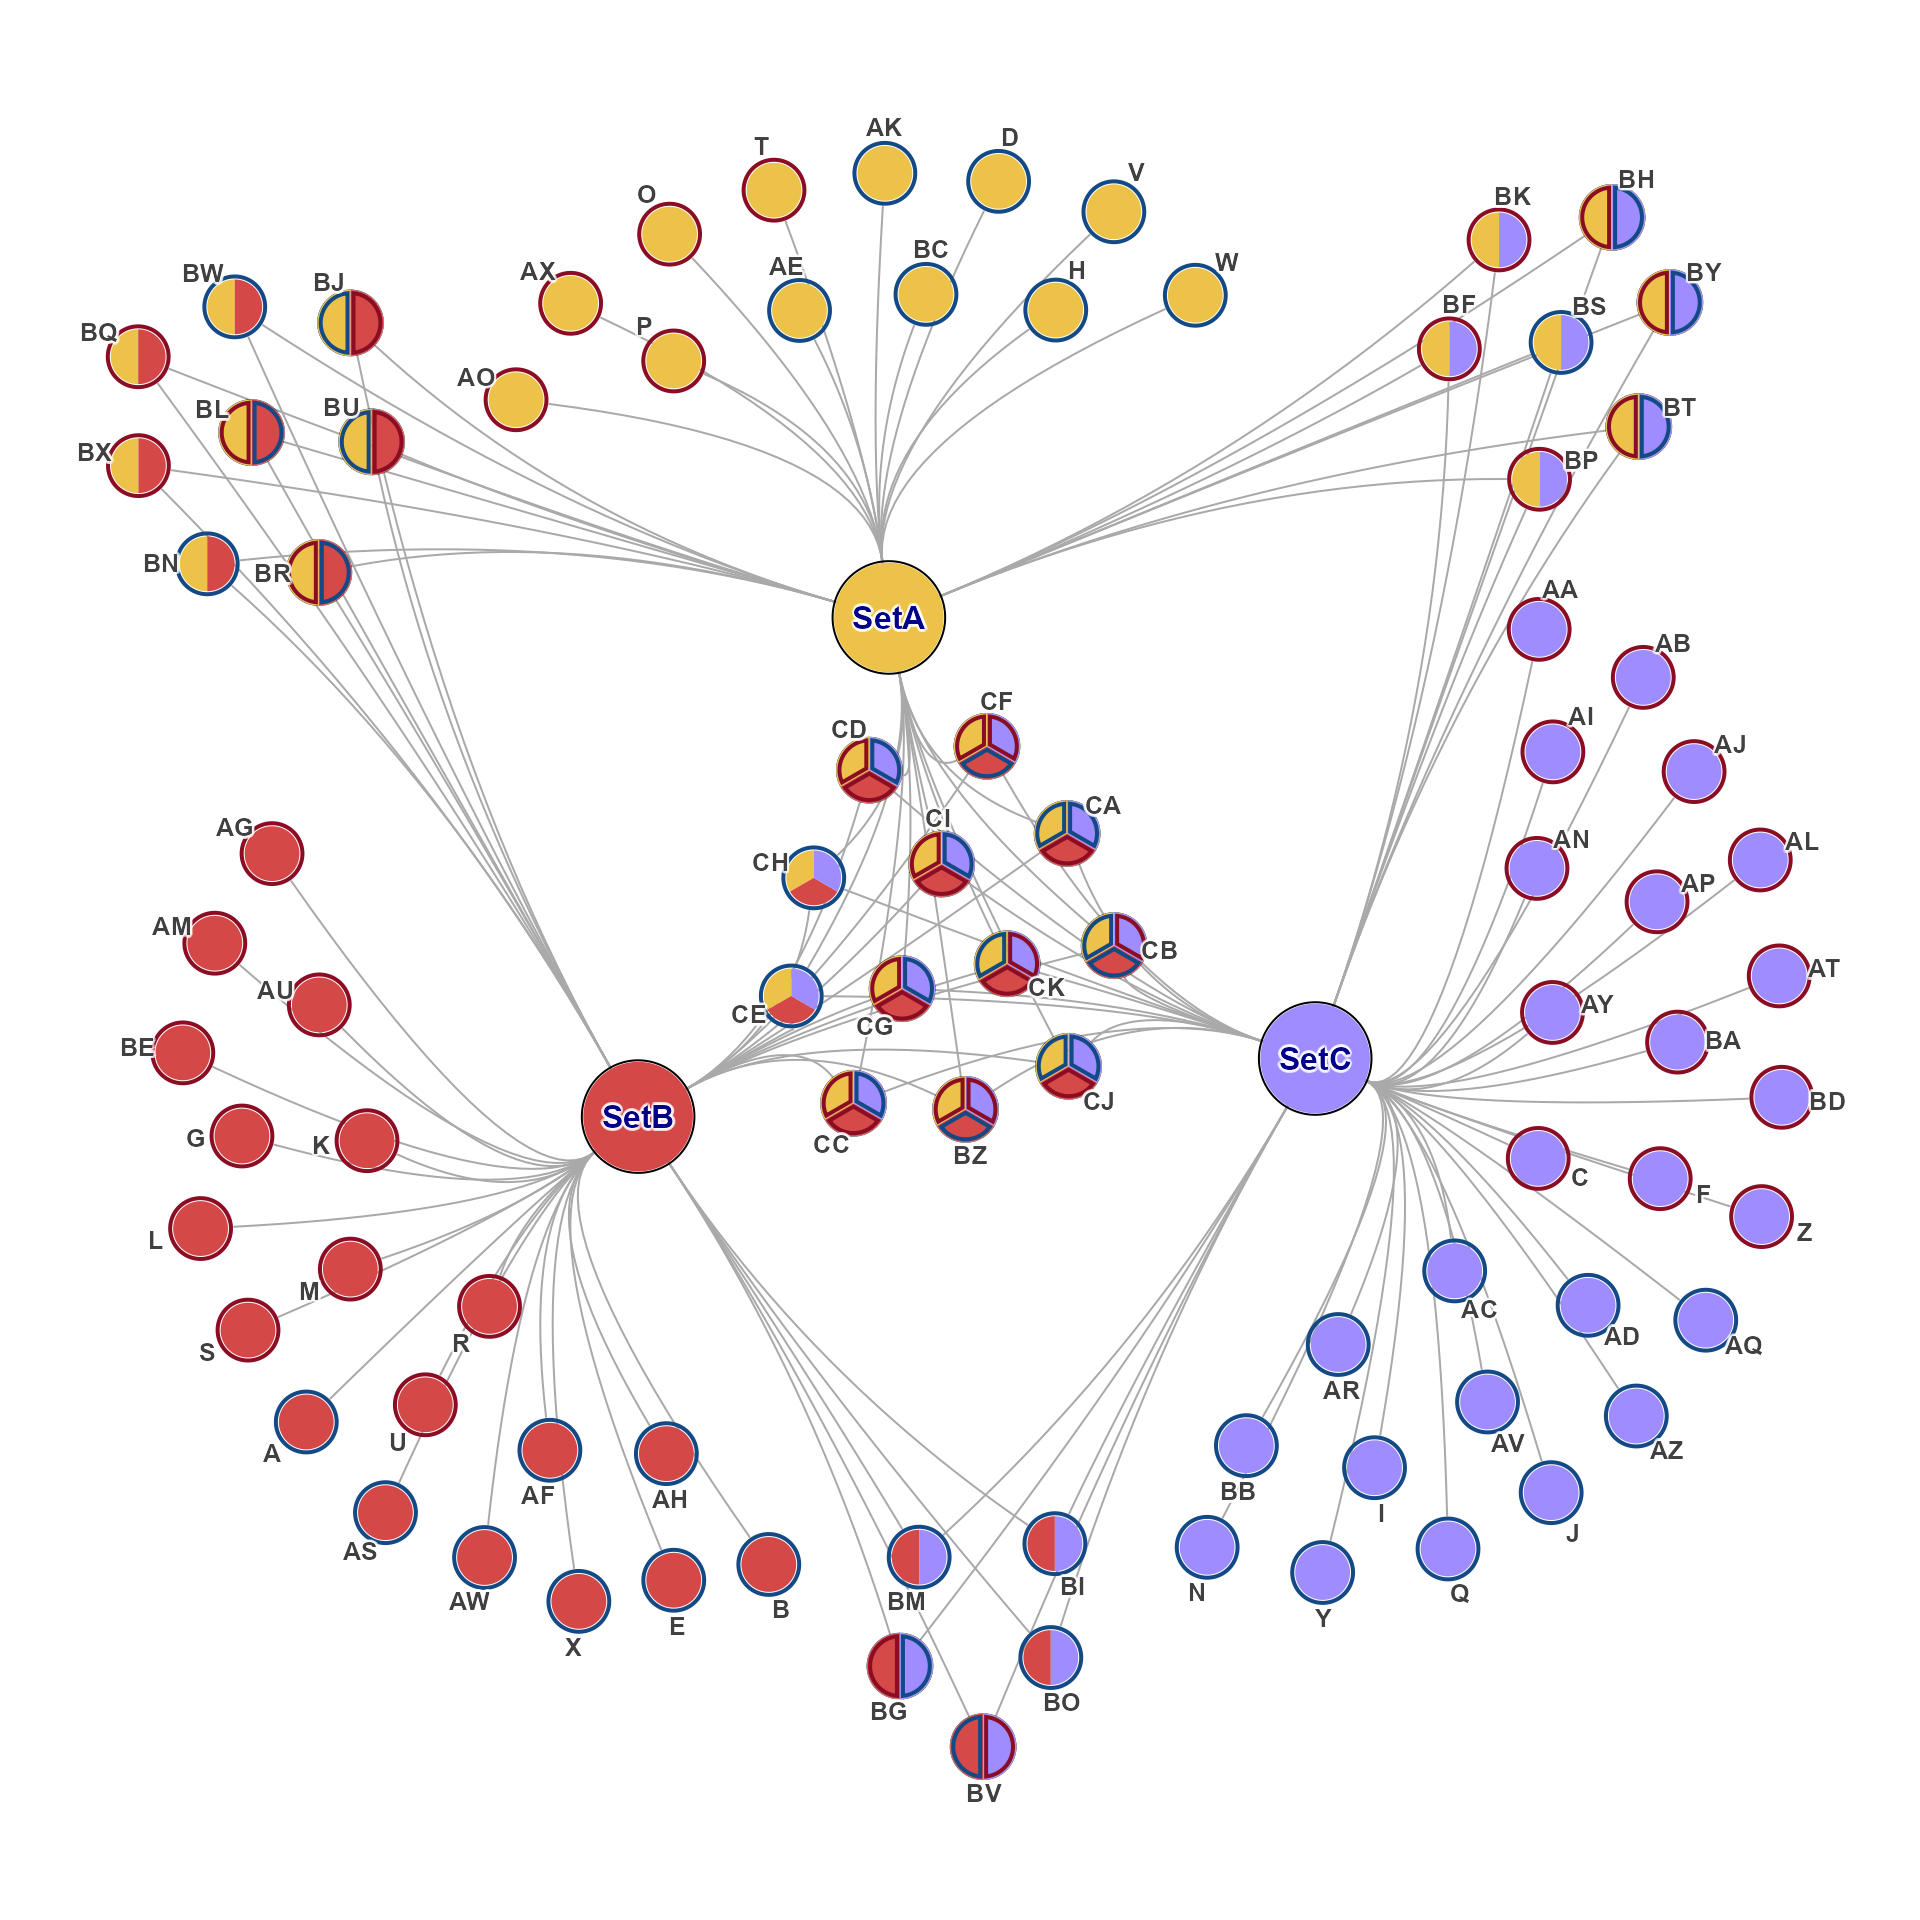 AK
D
T
V
BH
O
BK
BC
W
BY
AE
H
AX
BW
BJ
BF
BS
P
BQ
AO
BL
BU
BT
BX
BP
BN
BR
AA
SetA
AB
CF
AI
CD
AJ
CA
CI
AG
AN
AL
CH
AP
AM
CB
AT
AU
CK
AY
CE
CG
BA
BE
SetC
BD
CJ
SetB
G
K
CC
BZ
C
F
Z
L
M
AC
AD
R
AQ
S
AR
U
AV
AZ
A
BB
AF
AH
I
J
AS
BI
N
Q
AW
BM
B
Y
E
X
BO
BG
BV